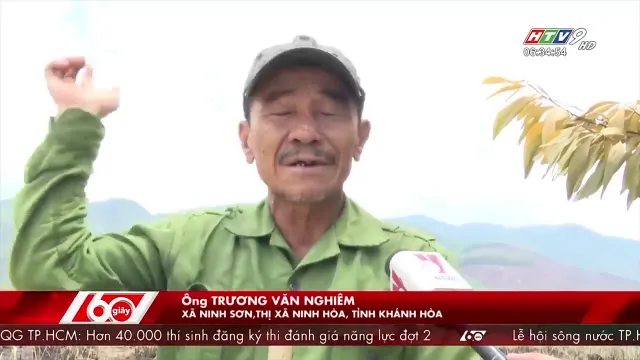 HTV9 HD
06:34:54
Ông TRƯƠNG VĂN NGHIÊM
60 giây
XÃ NINH SƠN,THỊ XÃ NINH HÒA, TỈNH KHÁNH HÒA
QG TP.HCM: Hơn 40.000 thí sinh đăng ký thi đánh giá năng lực đợt 2 60 Lễ hội sông nước TP.H